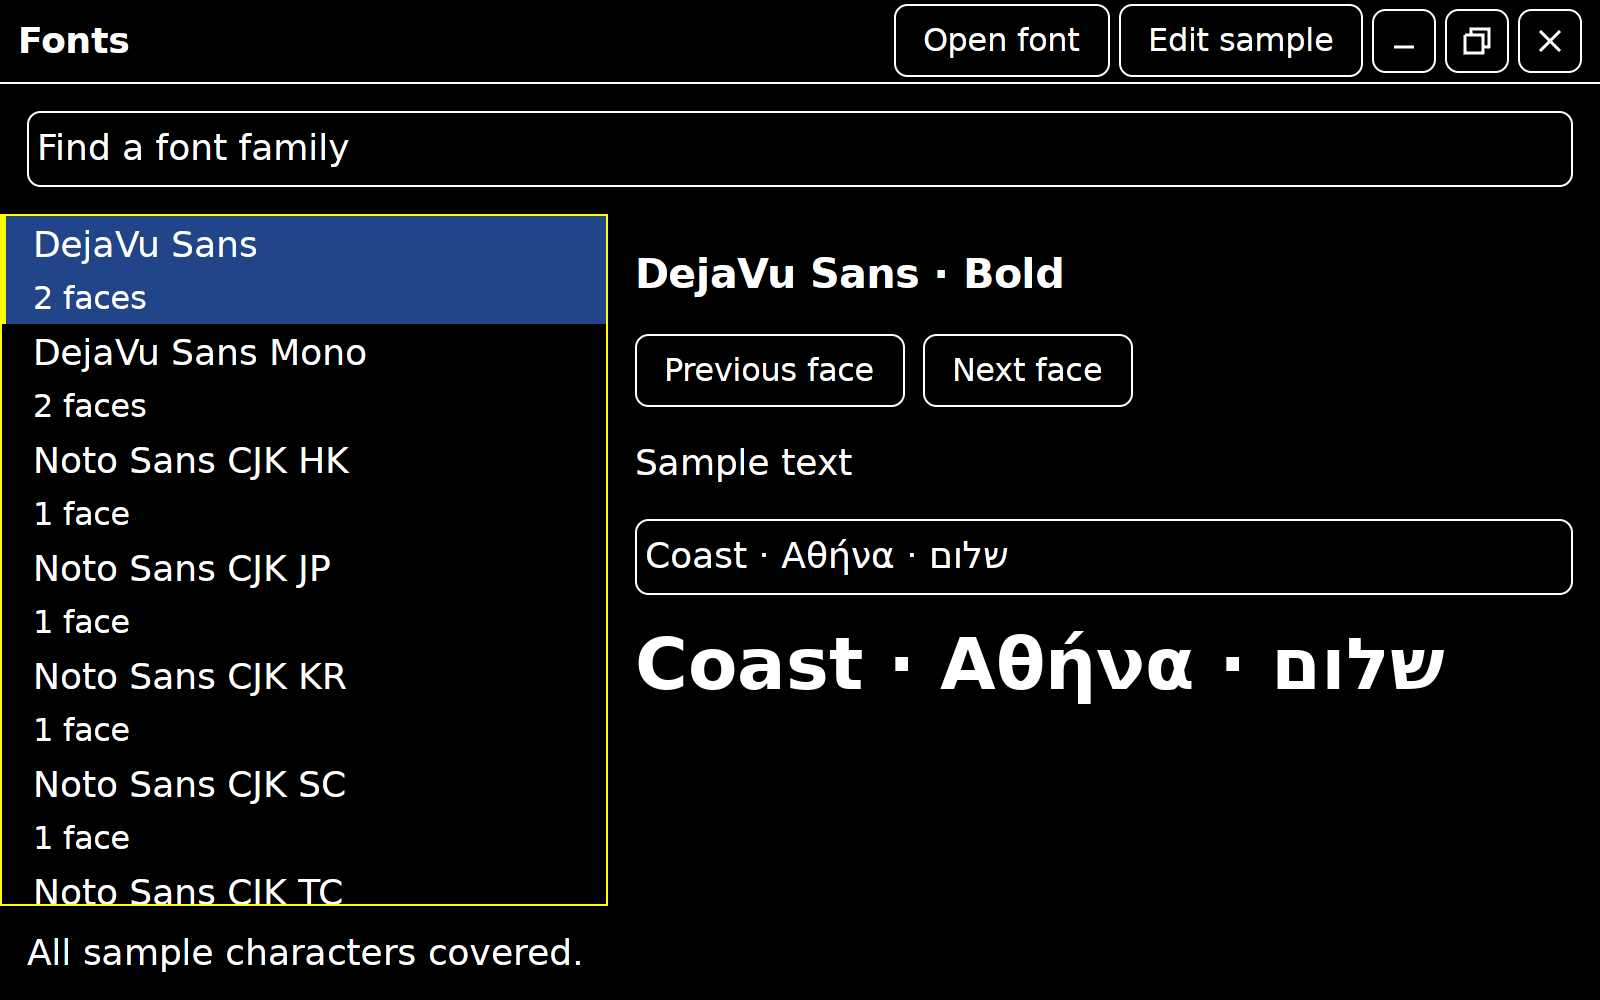 Fonts
Open font
Edit sample
Find a font family
DejaVu Sans
2 faces
DejaVu Sans Mono
2 faces
Noto Sans CJK HK
1 face
Noto Sans CJK JP
1 face
Noto Sans CJK KR
1 face
Noto Sans CJK SC
1 face
Noto Sans CJK TC
DejaVu Sans · Bold
Previous face
Next face
Sample text
Coast · Αθήνα · שלום
Coast · Αθήνα · שלום
All sample characters covered.